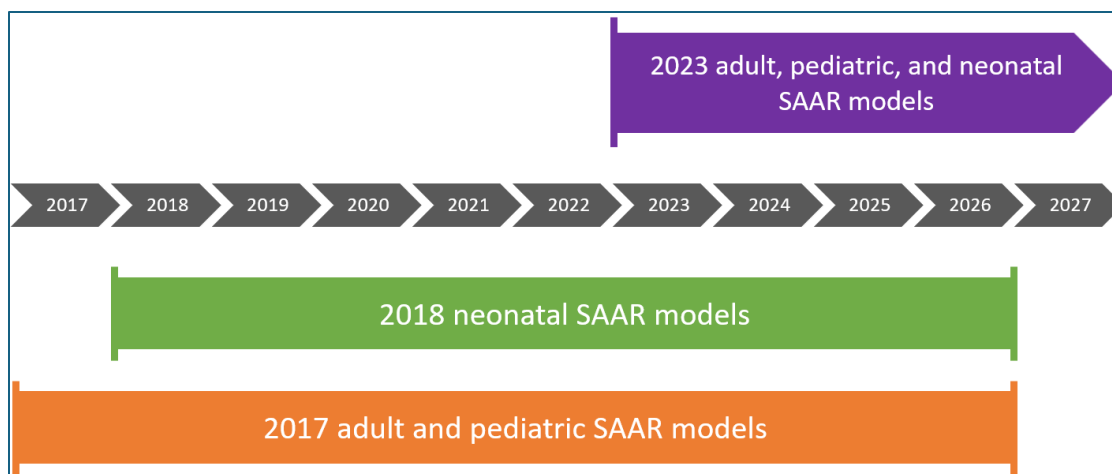 2023 adult, pediatric, and neonatal
SAAR models
2017 2018 2019 2020 2021 2022 2023 2024 2025 2026 2027
2018 neonatal SAAR models
2017 adult and pediatric SAAR models